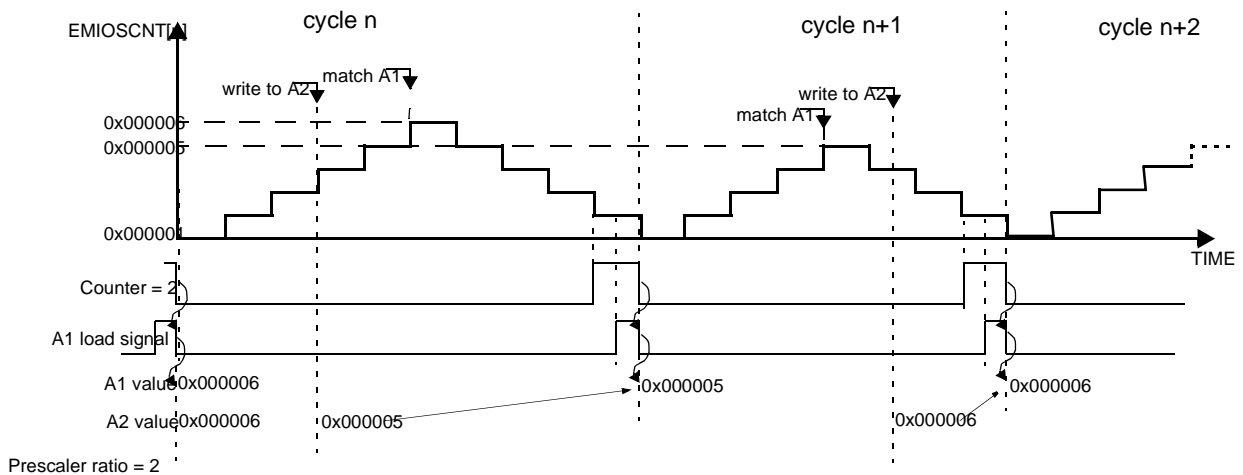 cycle n
cycle n+1
cycle n+2
EMIOSCNT[n]
match A1
write to A2
write to A2
match A1
0x000006
0x000005
0x000000
TIME
Counter = 2
A1 load signal
A1 value 0x000006
0x000005
0x000006
A2 value 0x000006
0x000005
0x000006
Prescaler ratio = 2